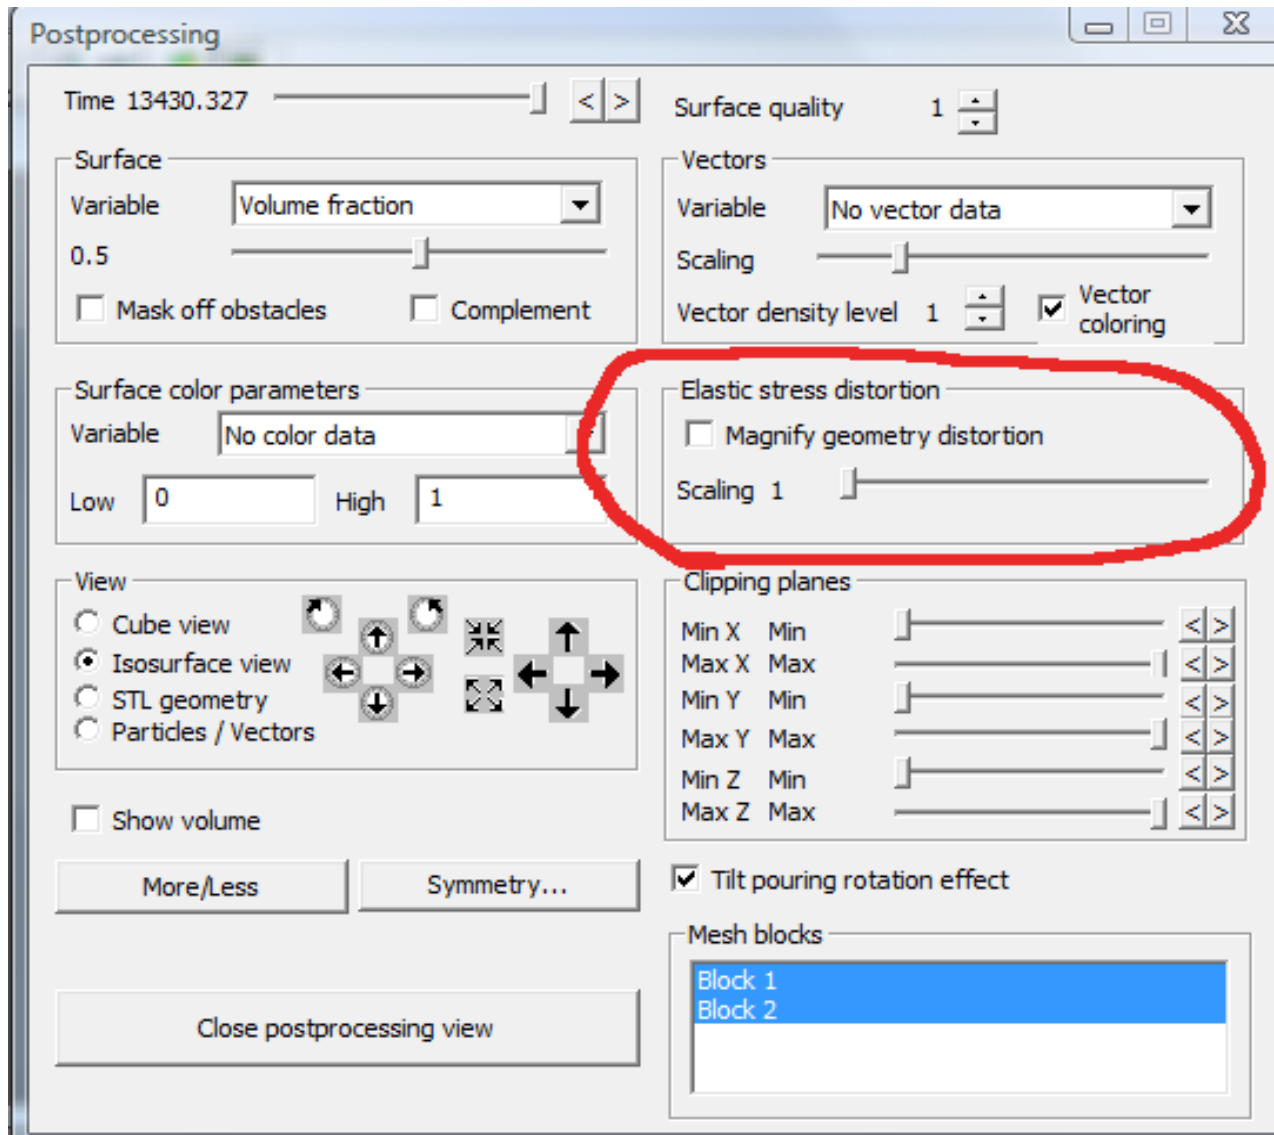 Postprocessing
Time 13430.327
< >
Surface quality 1
Surface
Variable Volume fraction
0.5
Mask off obstacles Complement
Vectors
Variable No vector data
Scaling
Vector density level 1 Vector
coloring
Surface color parameters
Variable No color data
Low 0 High 1
Elastic stress distortion
Magnify geometry distortion
Scaling 1
View
Cube view
Isosurface view
STL geometry
Particles / Vectors
Clipping planes
Min X Min < >
Max X Max < >
Min Y Min < >
Max Y Max < >
Min Z Min < >
Max Z Max < >
Show volume
More/Less Symmetry...
Tilt pouring rotation effect
Close postprocessing view
Mesh blocks
Block 1
Block 2